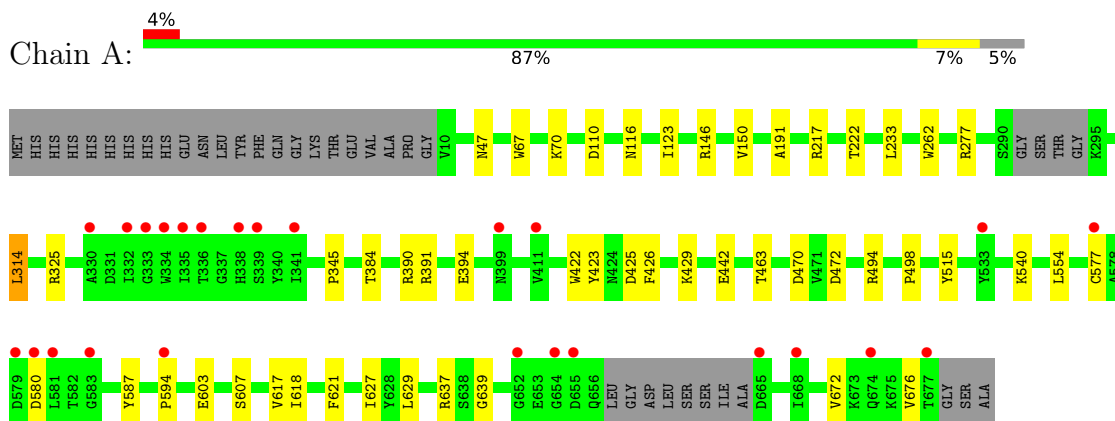 4%
Chain A:
87% 7% 5%
MET HIS HIS HIS HIS HIS HIS HIS HIS GLU ASN LEU TYR PHE GLN GLY LYS THR GLU VAL ALA PRO GLY V10 N47 W67 K70 D110 N116 I123 R146 V150 A191 R217 T222 L233 W262 R277 S290 GLY SER THR GLY K295
L314 R325 A330 D331 I332 G333 W334 I335 T336 G337 H338 S339 Y340 I341 P345 T384 R390 R391 E394 N399 V411 W422 Y423 N424 D425 F426 K429 E442 T463 D470 V471 D472 R494 P498 Y515 Y533 K540 L554 C577 A578
D579 D580 L581 T582 G583 Y587 P594 E603 S607 V617 I618 F621 I627 Y628 L629 R637 S638 G639 G652 E653 G654 D655 Q656 LEU GLY ASP LEU SER SER ILE ALA D665 I668 V672 K673 Q674 K675 V676 T677 GLY SER ALA